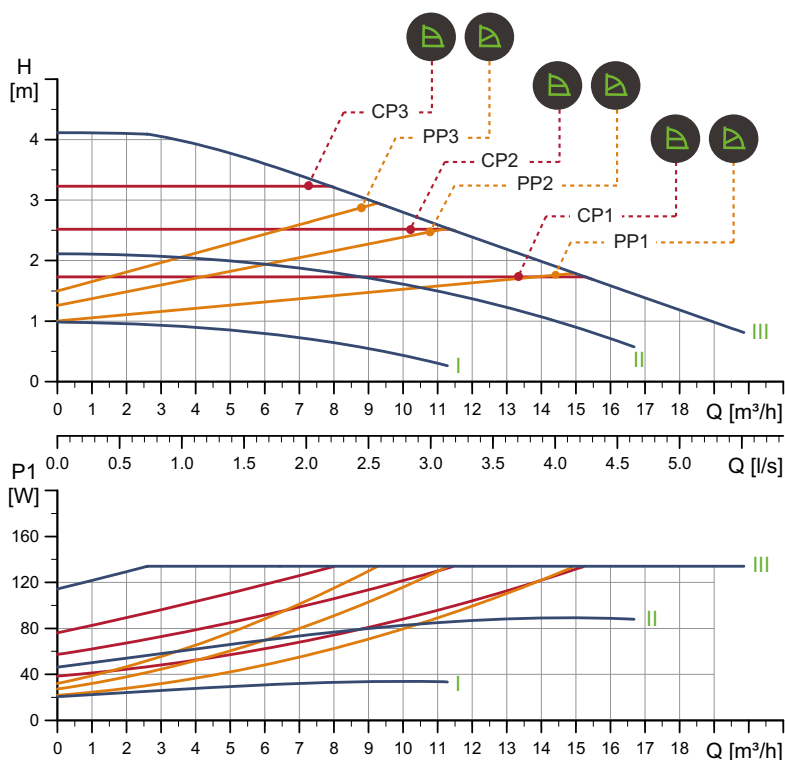 H
[m]
CP3
PP3
CP2
PP2
CP1
PP1
4
3
2
1
0
I
II
III
0 1 2 3 4 5 6 7 8 9 10 11 12 13 14 15 16 17 18 Q [m³/h]
0.0 0.5 1.0 1.5 2.0 2.5 3.0 3.5 4.0 4.5 5.0 Q [l/s]
P1
[W]
160
120
80
40
0
III
II
I
0 1 2 3 4 5 6 7 8 9 10 11 12 13 14 15 16 17 18 Q [m³/h]